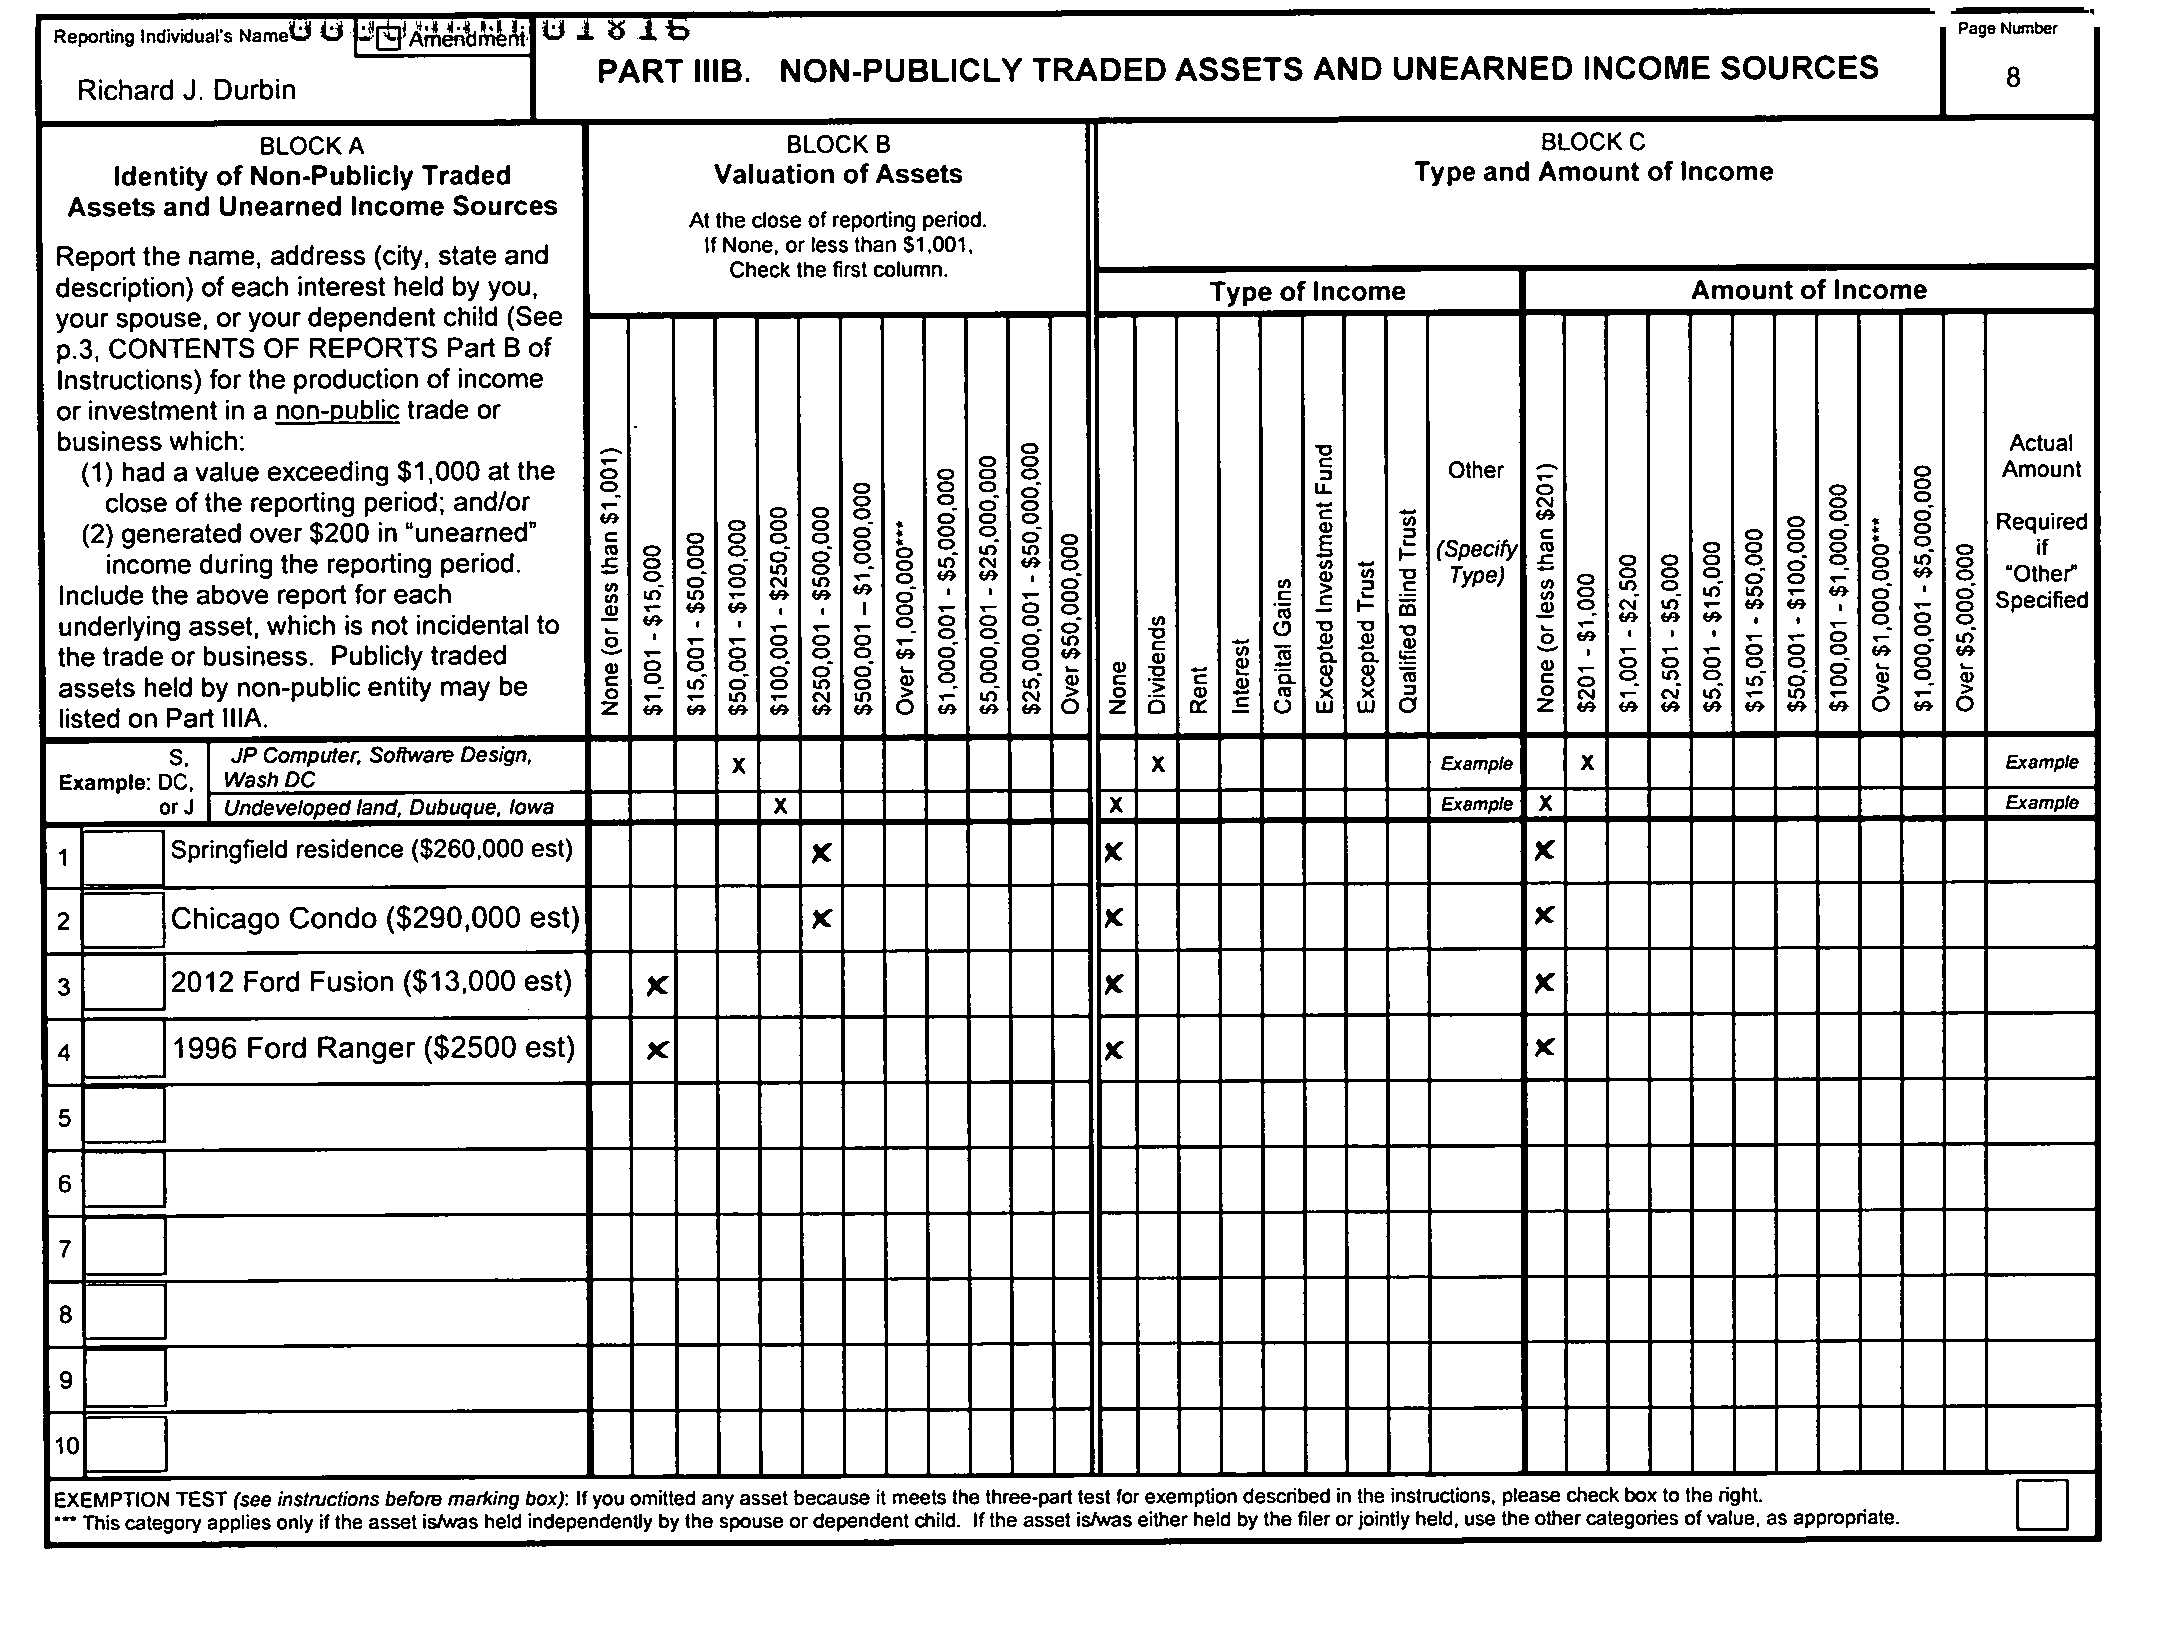 Reporting Individual's Name
Amendment
Richard J. Durbin
PART IIIB. NON-PUBLICLY TRADED ASSETS AND UNEARNED INCOME SOURCES
Page Number
8
BLOCK A
Identity of Non-Publicly Traded
Assets and Unearned Income Sources
Report the name, address (city, state and
description) of each interest held by you,
your spouse, or your dependent child (See
p.3, CONTENTS OF REPORTS Part B of
Instructions) for the production of income
or investment in a non-public trade or
business which:
(1) had a value exceeding $1,000 at the
close of the reporting period; and/or
(2) generated over $200 in "unearned"
income during the reporting period.
Include the above report for each
underlying asset, which is not incidental to
the trade or business. Publicly traded
assets held by non-public entity may be
listed on Part IIIA.
BLOCK B
Valuation of Assets
At the close of reporting period.
If None, or less than $1,001,
Check the first column.
None (or less than $1,001)
$1,001 - $15,000
$15,001 - $50,000
$50,001 - $100,000
$100,001 - $250,000
$250,001 - $500,000
$500,001 – $1,000,000
Over $1,000,000***
$1,000,001 - $5,000,000
$5,000,001 - $25,000,000
$25,000,001 - $50,000,000
Over $50,000,000
BLOCK C
Type and Amount of Income
Type of Income
None
Dividends
Rent
Interest
Capital Gains
Excepted Investment Fund
Excepted Trust
Qualified Blind Trust
Other
(Specify
Type)
Amount of Income
None (or less than $201)
$201 - $1,000
$1,001 - $2,500
$2,501 - $5,000
$5,001 - $15,000
$15,001 - $50,000
$50,001 - $100,000
$100,001 - $1,000,000
Over $1,000,000***
$1,000,001 - $5,000,000
Over $5,000,000
Actual
Amount
Required
if
"Other"
Specified
S,
Example: DC,
or J
JP Computer, Software Design,
Wash DC
X X Example X Example
Undeveloped land, Dubuque, Iowa X X Example X Example
1 Springfield residence ($260,000 est) X X X
2 Chicago Condo ($290,000 est) X X X
3 2012 Ford Fusion ($13,000 est) X X X
4 1996 Ford Ranger ($2500 est) X X X
5
6
7
8
9
10
EXEMPTION TEST (see instructions before marking box): If you omitted any asset because it meets the three-part test for exemption described in the instructions, please check box to the right.
*** This category applies only if the asset is/was held independently by the spouse or dependent child. If the asset is/was either held by the filer or jointly held, use the other categories of value, as appropriate.